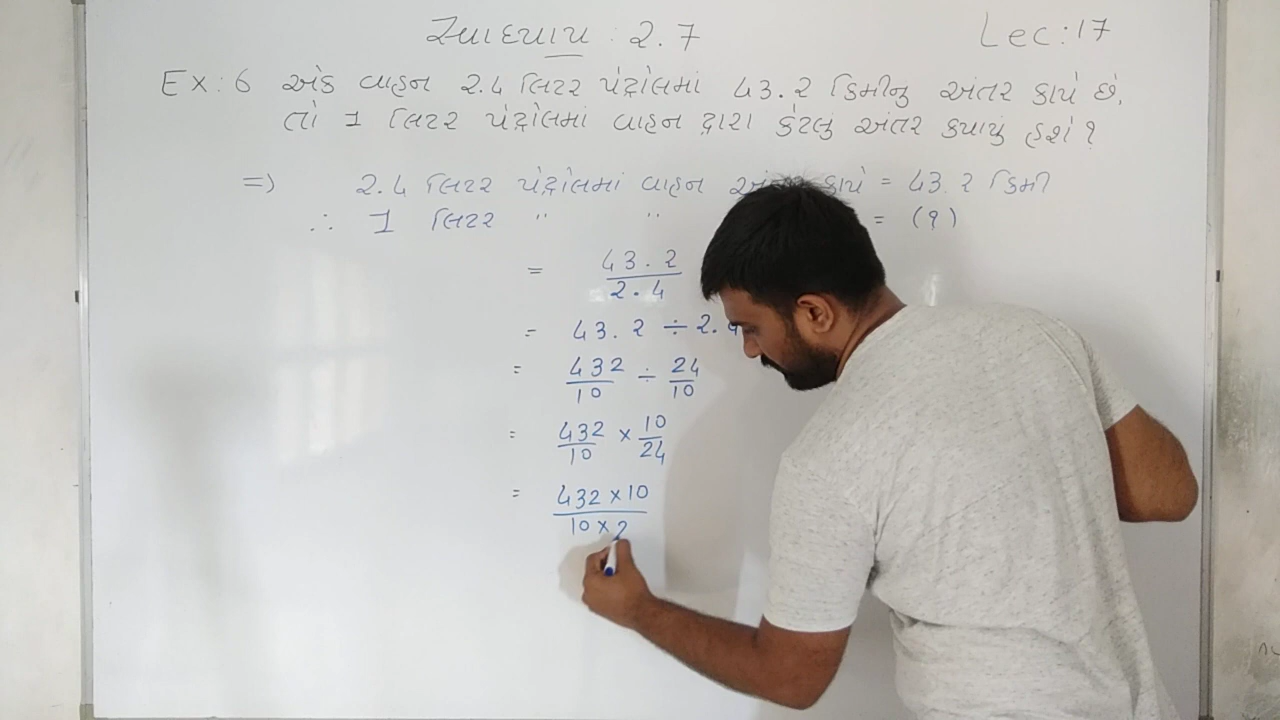 સ્વાધ્યાય : 2.7
Lec:17
Ex:6 એક વાહન 2.4 લિટર પેટ્રોલમાં 43.2 કિમીનું અંતર કાપે છે,
તો 1 લિટર પેટ્રોલમાં વાહન દ્વારા કેટલું અંતર કપાયું હશે ?
=> 2.4 લિટર પેટ્રોલમાં વાહન કાપે = 43.2 કિમી
∴ 1 લિટર " " = (?)
= 43.2 / 2.4
= 43.2 ÷ 2.4
= 432/10 ÷ 24/10
= 432/10 × 10/24
= 432 × 10 / 10 × 2